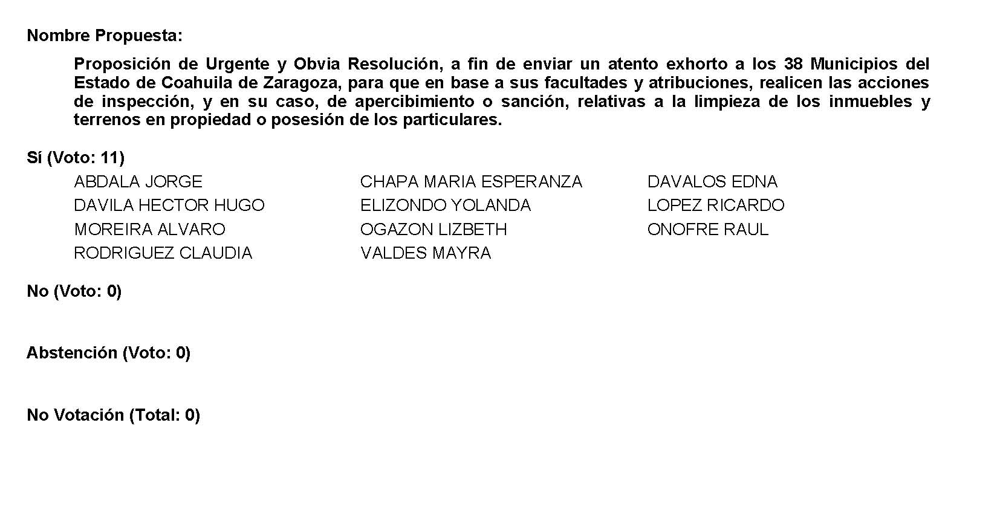 Nombre Propuesta:
Proposición de Urgente y Obvia Resolución, a fin de enviar un atento exhorto a los 38 Municipios del
Estado de Coahuila de Zaragoza, para que en base a sus facultades y atribuciones, realicen las acciones
de inspección, y en su caso, de apercibimiento o sanción, relativas a la limpieza de los inmuebles y
terrenos en propiedad o posesión de los particulares.
Sí (Voto: 11)
ABDALA JORGE CHAPA MARIA ESPERANZA DAVALOS EDNA
DAVILA HECTOR HUGO ELIZONDO YOLANDA LOPEZ RICARDO
MOREIRA ALVARO OGAZON LIZBETH ONOFRE RAUL
RODRIGUEZ CLAUDIA VALDES MAYRA
No (Voto: 0)
Abstención (Voto: 0)
No Votación (Total: 0)